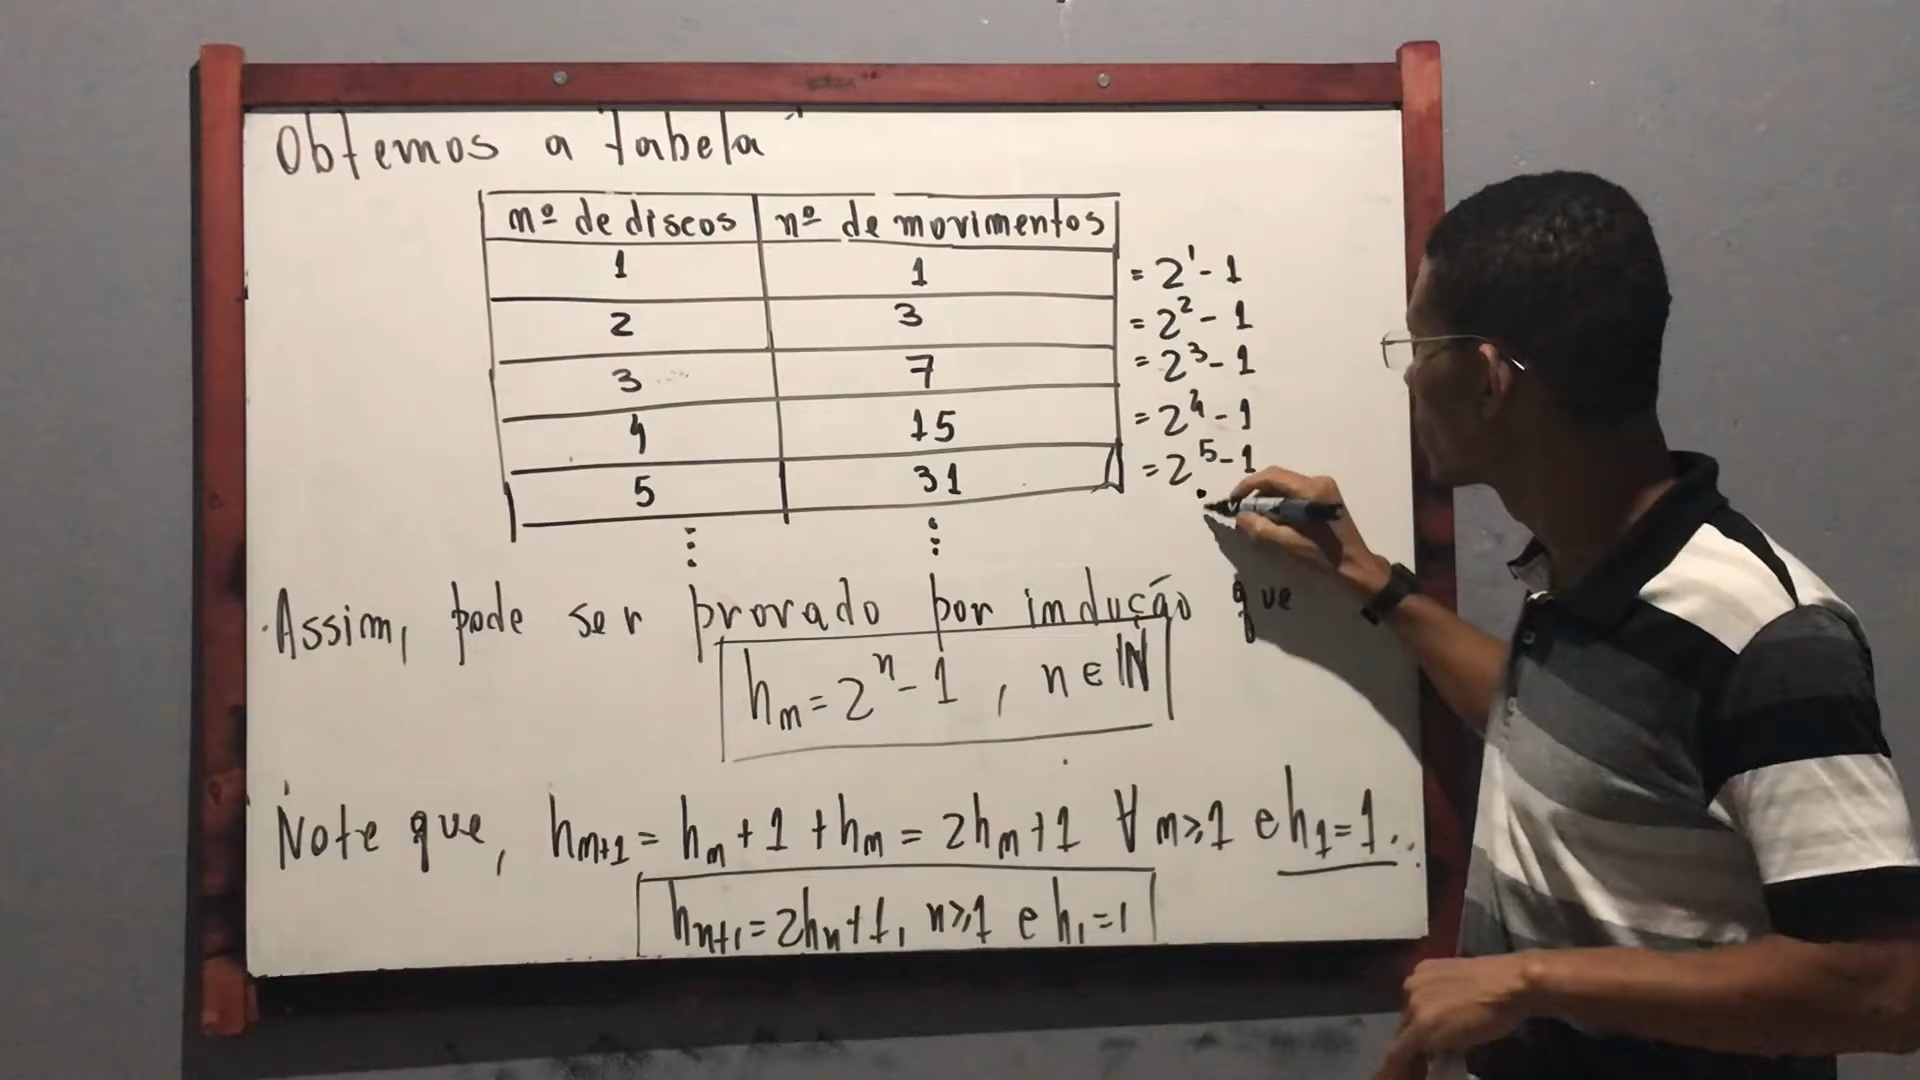 Obtemos a tabela
nº de discos nº de movimentos
1 1 = 2¹ - 1
2 3 = 2² - 1
3 7 = 2³ - 1
4 15 = 2⁴ - 1
5 31 = 2⁵ - 1
⋮ ⋮
Assim, pode ser provado por indução que
hₙ = 2ⁿ - 1 , n ∈ ℕ
Note que, hₙ₊₁ = hₙ + 1 + hₙ = 2hₙ + 1 ∀ n ≥ 1 e h₁ = 1.
hₙ₊₁ = 2hₙ + 1, n ≥ 1 e h₁ = 1